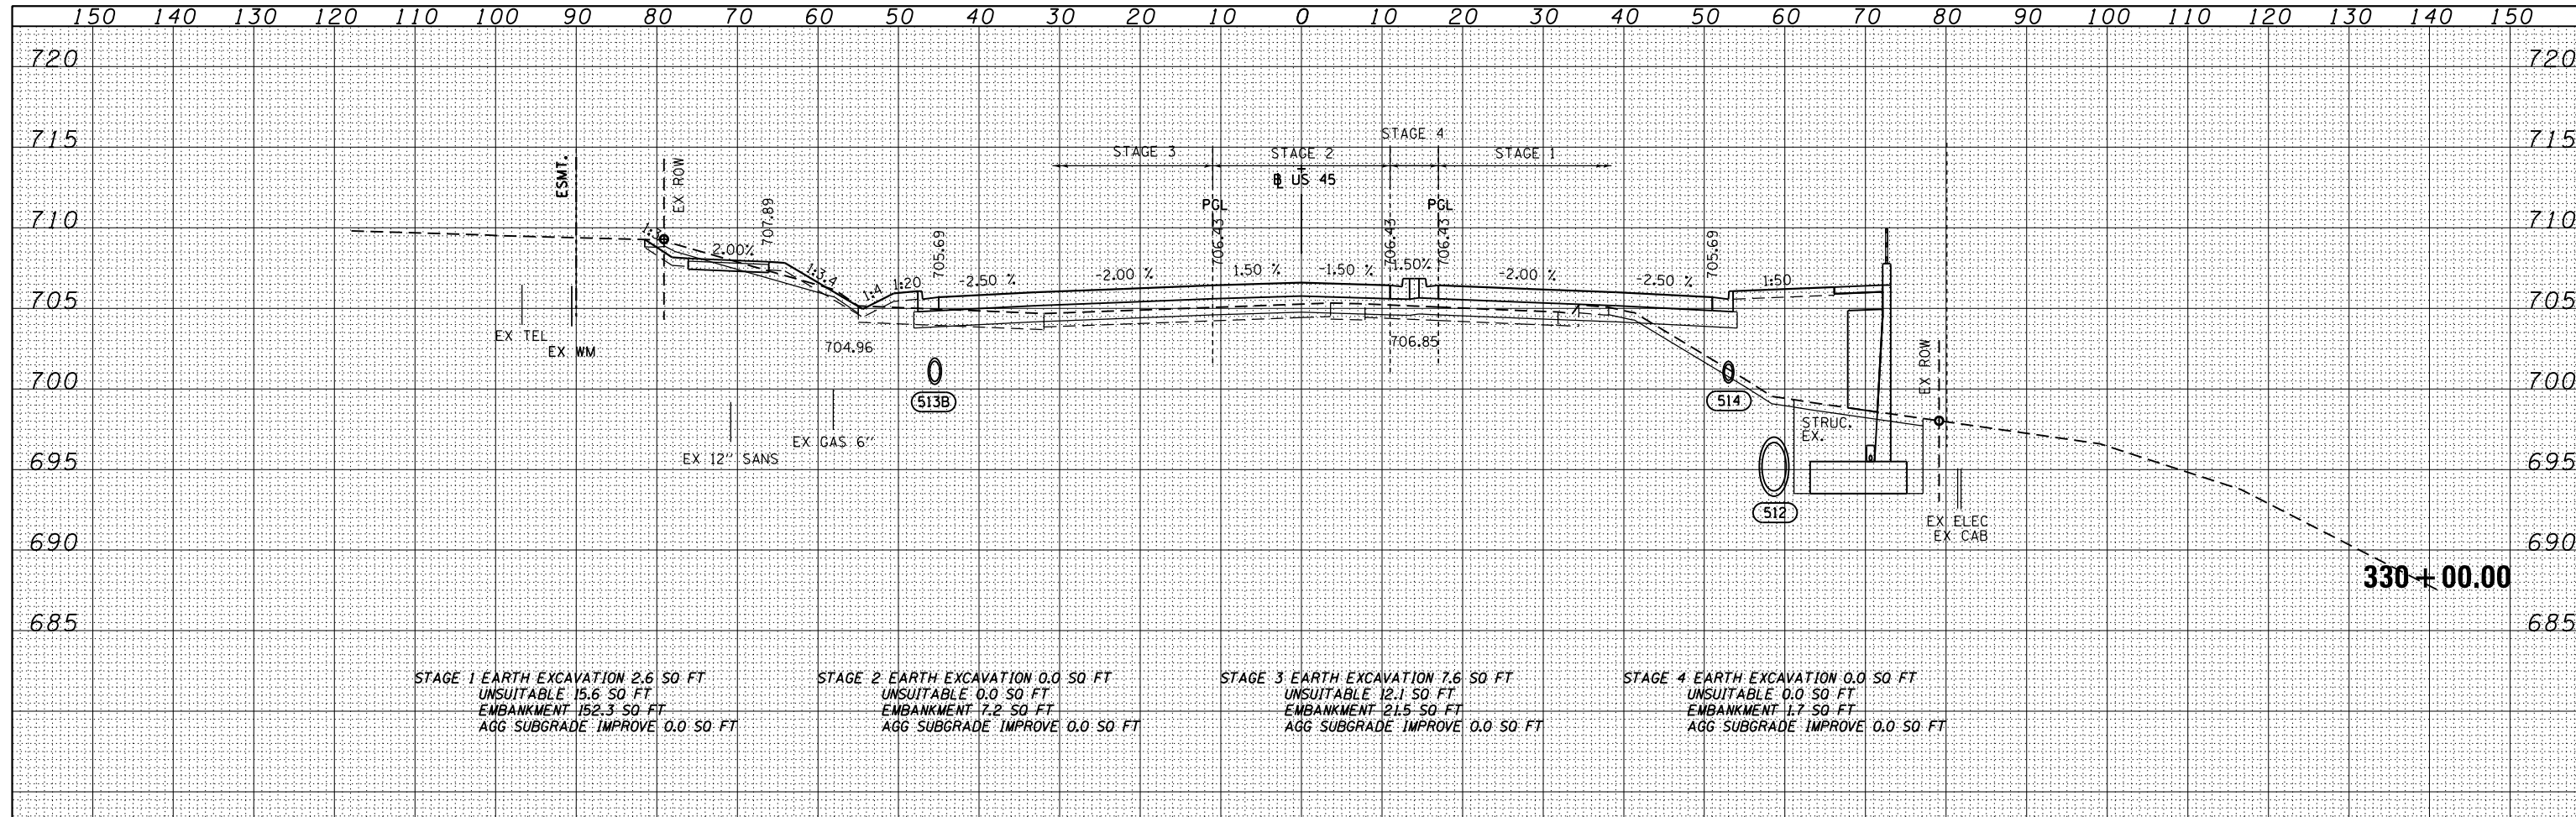 150 140 130 120 110 100 90 80 70 60 50 40 30 20 10 0 10 20 30 40 50 60 70 80 90 100 110 120 130 140 150
720 720
715 715
710 710
705 705
700 700
695 695
690 690
685 685
STAGE 4
STAGE 3
STAGE 2
STAGE 1
US 45
ESMT.
EX ROW
707.89
PGL
PGL
706.43
706.43
706.43
705.69
705.69
1:3
2.00%
1:3.4
1:4
1:20
-2.50 %
-2.00 %
1.50 %
-1.50 %
1.50%
-2.00 %
-2.50 %
1:50
EX TEL
EX WM
704.96
706.85
EX ROW
513B
514
EX GAS 6"
EX 12" SANS
STRUC.
EX.
512
EX ELEC
EX CAB
330 + 00.00
STAGE 1 EARTH EXCAVATION 2.6 SQ FT
UNSUITABLE 15.6 SQ FT
EMBANKMENT 152.3 SQ FT
AGG SUBGRADE IMPROVE 0.0 SQ FT
STAGE 2 EARTH EXCAVATION 0.0 SQ FT
UNSUITABLE 0.0 SQ FT
EMBANKMENT 7.2 SQ FT
AGG SUBGRADE IMPROVE 0.0 SQ FT
STAGE 3 EARTH EXCAVATION 7.6 SQ FT
UNSUITABLE 12.1 SQ FT
EMBANKMENT 21.5 SQ FT
AGG SUBGRADE IMPROVE 0.0 SQ FT
STAGE 4 EARTH EXCAVATION 0.0 SQ FT
UNSUITABLE 0.0 SQ FT
EMBANKMENT 1.7 SQ FT
AGG SUBGRADE IMPROVE 0.0 SQ FT